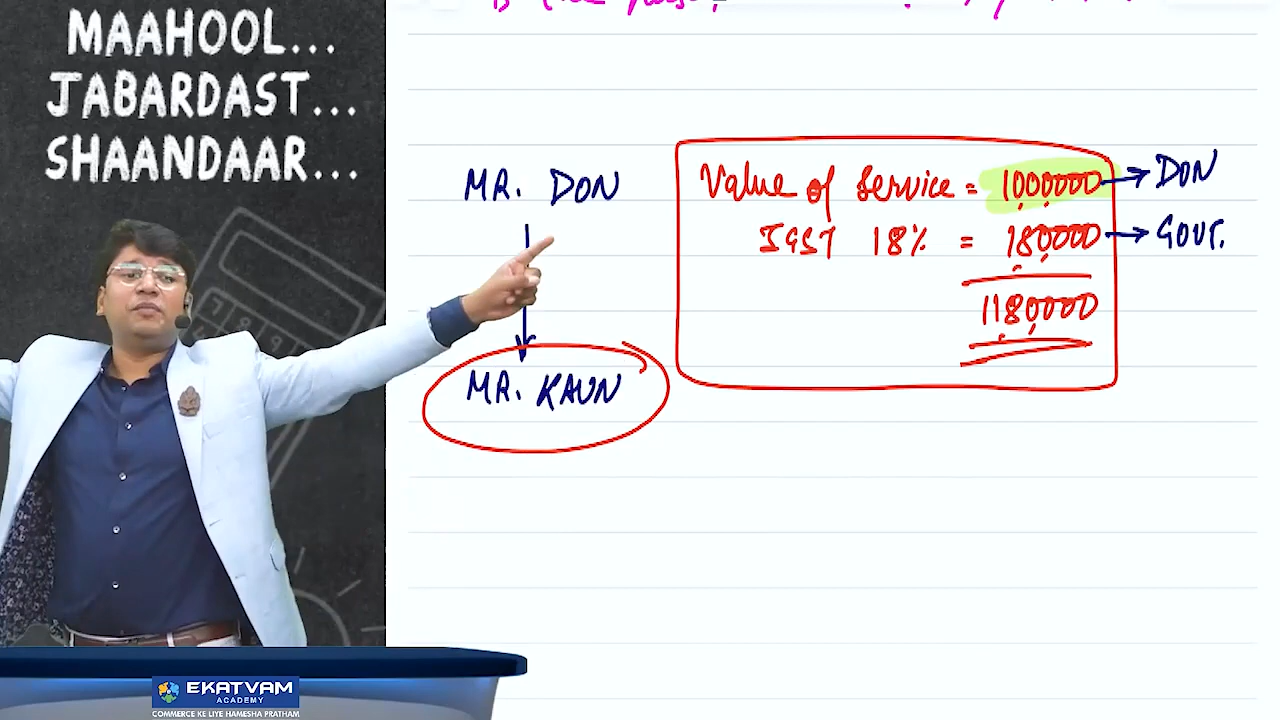 MAAHOOL...
JABARDAST...
SHAANDAAR...
MR. DON
MR. KAUN
Value of Service = 1000000 → DON
IGST 18% = 180000 → GOVT.
1180000
EKATVAM
ACADEMY
COMMERCE KE LIYE HAMESHA PRATHAM